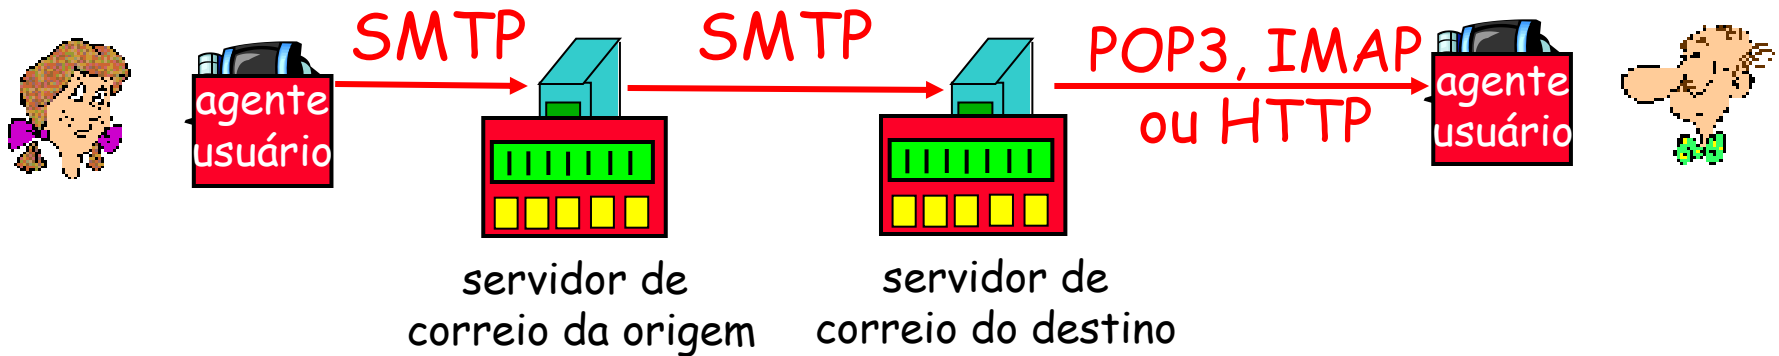 SMTP
SMTP
POP3, IMAP
ou HTTP
agente
usuário
agente
usuário
servidor de
correio da origem
servidor de
correio do destino